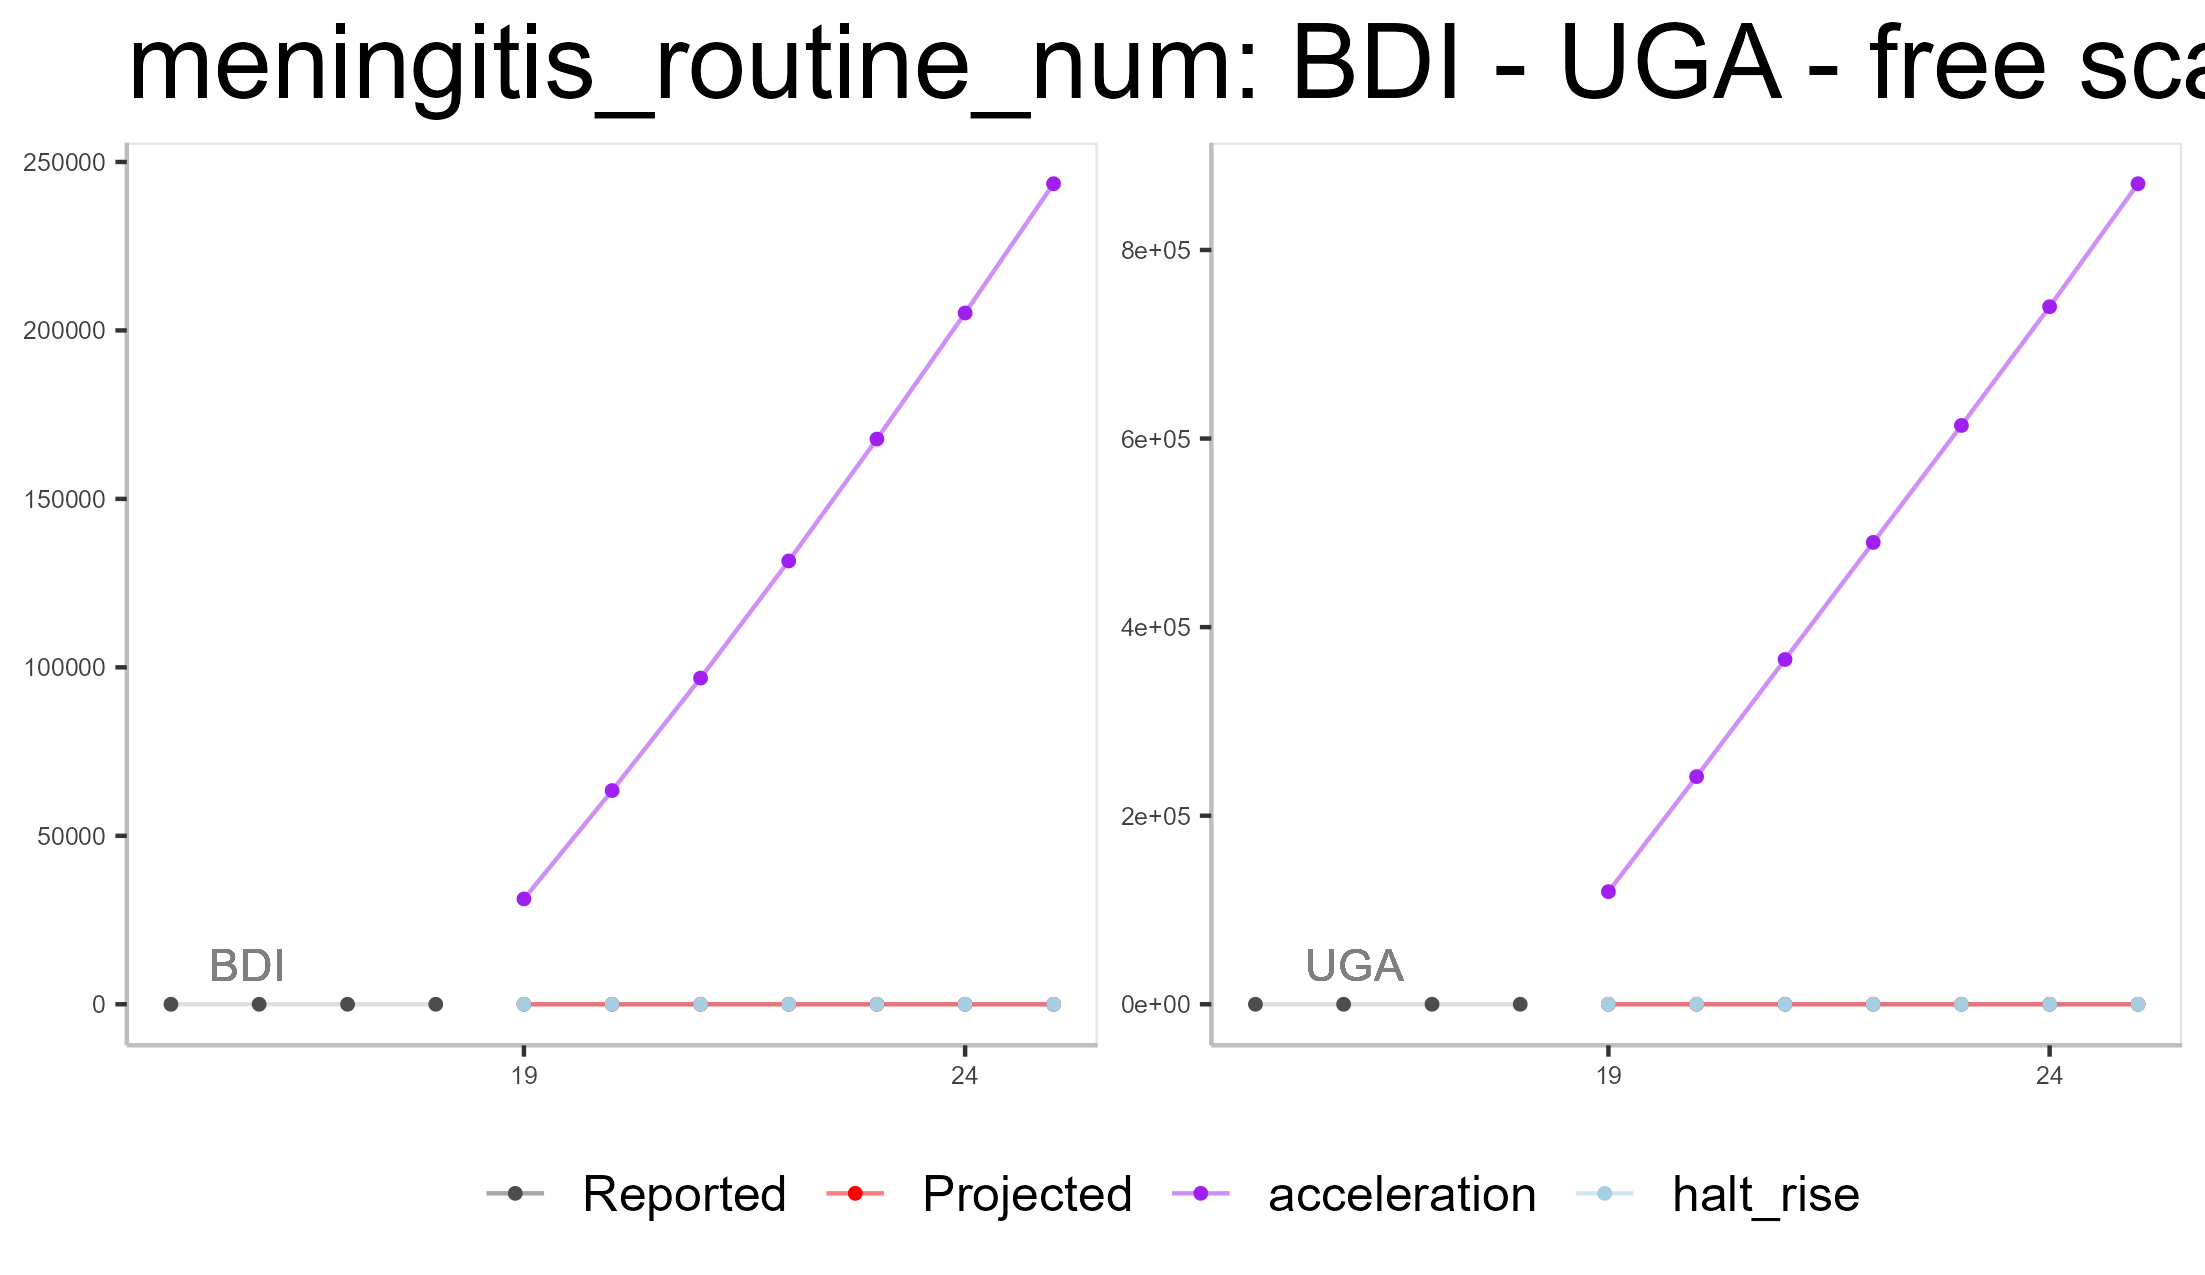 meningitis_routine_num: BDI - UGA - free sca
250000
200000
150000
100000
50000
0
BDI
19
24
8e+05
6e+05
4e+05
2e+05
0e+00
UGA
19
24
Reported
Projected
acceleration
halt_rise